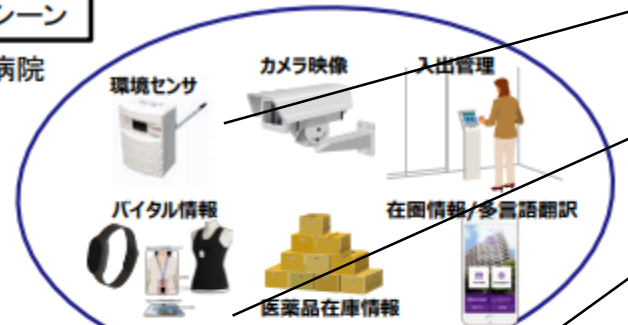 シーン
病院
環境センサ
カメラ映像
入出管理
バイタル情報
在圏情報/多言語翻訳
医薬品在庫情報